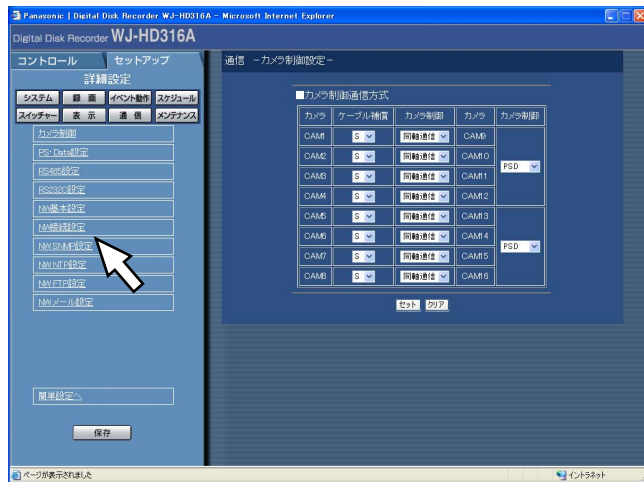 Panasonic | Digital Disk Recorder WJ-HD316A - Microsoft Internet Explorer
Digital Disk Recorder WJ-HD316A
コントロール セットアップ
詳細設定
システム 録 画 イベント動作 スケジュール
スイッチャー 表 示 通 信 メンテナンス
カメラ制御
PS・Data設定
RS485設定
RS232C設定
NW基本設定
NW接続設定
NW SNMP設定
NW NTP設定
NW FTP設定
NW メール設定
簡単設定へ
保存
通信 －カメラ制御設定－
■カメラ制御通信方式
カメラ ケーブル補償 カメラ制御 カメラ カメラ制御
CAM1 S 同軸通信 CAM9
CAM2 S 同軸通信 CAM10
PSD
CAM3 S 同軸通信 CAM11
CAM4 S 同軸通信 CAM12
CAM5 S 同軸通信 CAM13
CAM6 S 同軸通信 CAM14
PSD
CAM7 S 同軸通信 CAM15
CAM8 S 同軸通信 CAM16
セット クリア
ページが表示されました イントラネット